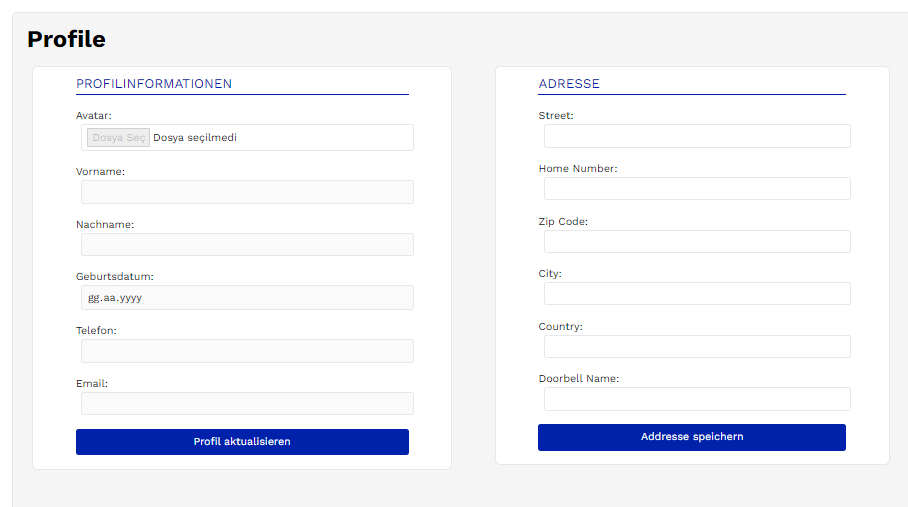 Profile
PROFILINFORMATIONEN
Avatar:
Dosya Seç Dosya seçilmedi
Vorname:
Nachname:
Geburtsdatum:
gg.aa.yyyy
Telefon:
Email:
Profil aktualisieren
ADRESSE
Street:
Home Number:
Zip Code:
City:
Country:
Doorbell Name:
Addresse speichern